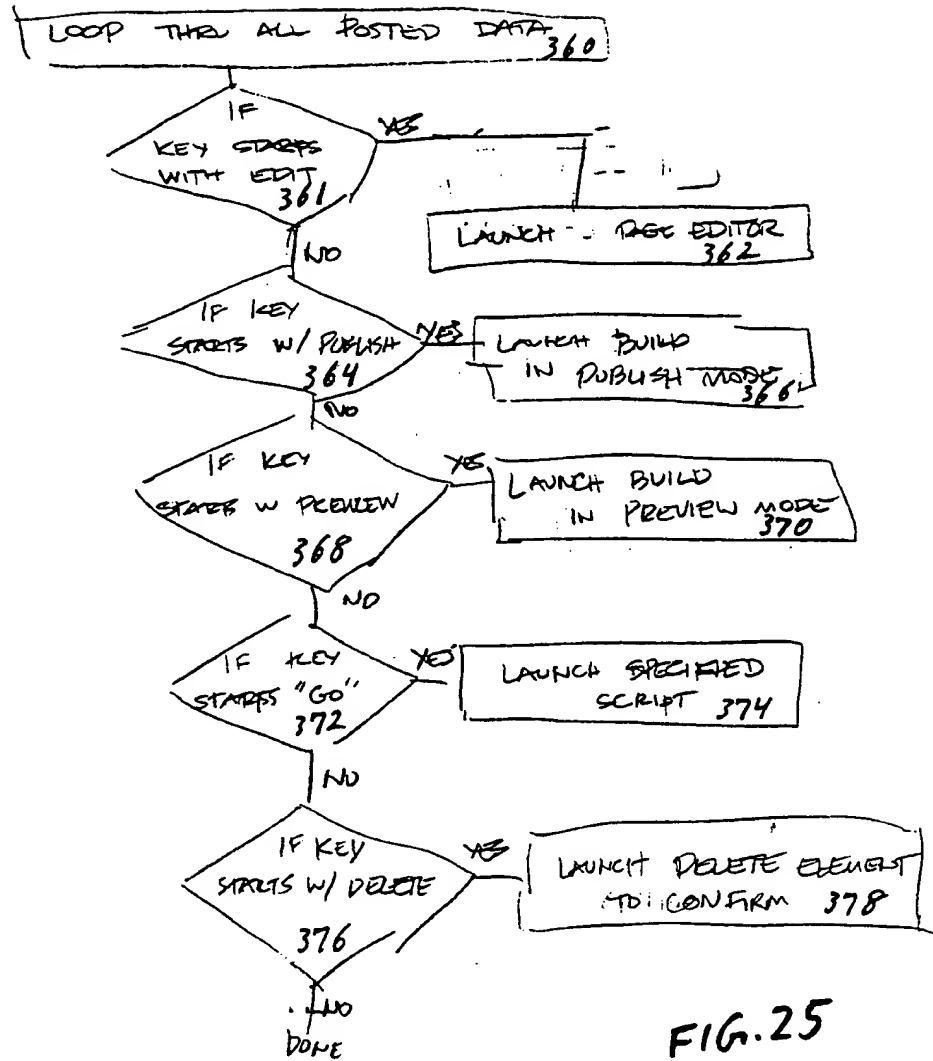 LOOP THRU ALL POSTED DATA
360
IF
KEY STARTS
WITH EDIT
361
YES
LAUNCH PAGE EDITOR
362
NO
IF KEY
STARTS W/ PUBLISH
364
YES
LAUNCH BUILD
IN PUBLISH MODE
366
NO
IF KEY
STARTS W PREVIEW
368
YES
LAUNCH BUILD
IN PREVIEW MODE
370
NO
IF KEY
STARTS "GO"
372
YES
LAUNCH SPECIFIED
SCRIPT 374
NO
IF KEY
STARTS W/ DELETE
376
YES
LAUNCH DELETE ELEMENT
TO CONFIRM 378
NO
DONE
FIG.25